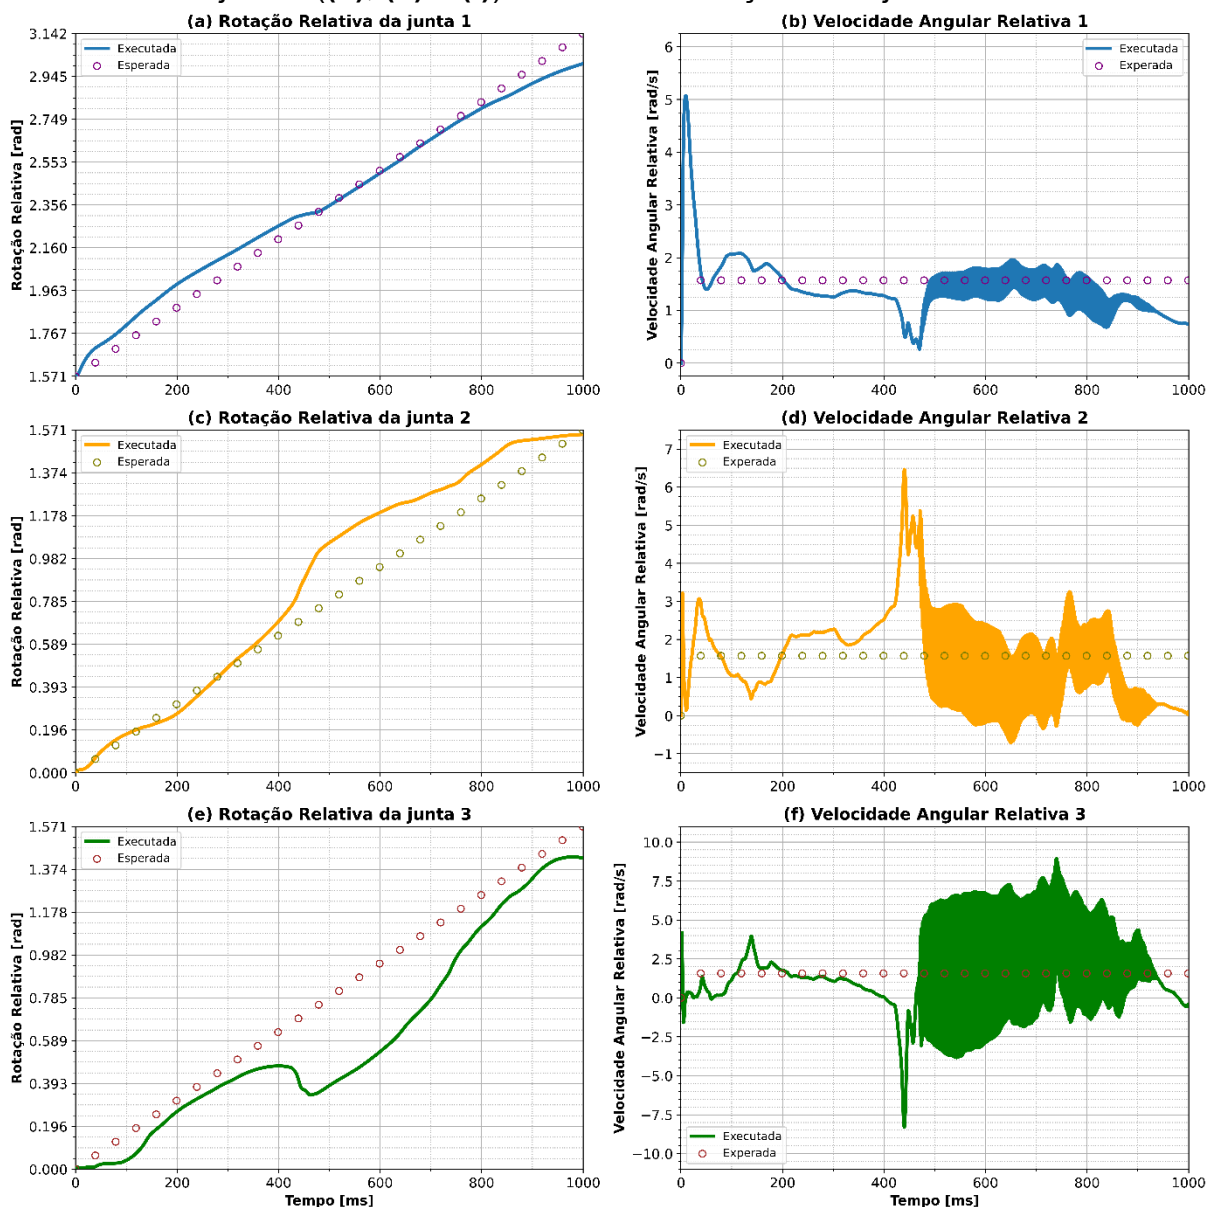 (a) Rotação Relativa da junta 1
3.142
2.945
2.749
2.553
2.356
2.160
1.963
1.767
1.571
Rotação Relativa [rad]
Executada
Esperada
0 200 400 600 800 1000
(b) Velocidade Angular Relativa 1
6
5
4
3
2
1
0
Velocidade Angular Relativa [rad/s]
Executada
Experada
0 200 400 600 800 1000
(c) Rotação Relativa da junta 2
1.571
1.374
1.178
0.982
0.785
0.589
0.393
0.196
0.000
Rotação Relativa [rad]
Executada
Esperada
0 200 400 600 800 1000
(d) Velocidade Angular Relativa 2
7
6
5
4
3
2
1
0
−1
Velocidade Angular Relativa [rad/s]
Executada
Experada
0 200 400 600 800 1000
(e) Rotação Relativa da junta 3
1.571
1.374
1.178
0.982
0.785
0.589
0.393
0.196
0.000
Rotação Relativa [rad]
Executada
Esperada
0 200 400 600 800 1000
Tempo [ms]
(f) Velocidade Angular Relativa 3
10.0
7.5
5.0
2.5
0.0
−2.5
−5.0
−7.5
−10.0
Velocidade Angular Relativa [rad/s]
Executada
Experada
0 200 400 600 800 1000
Tempo [ms]